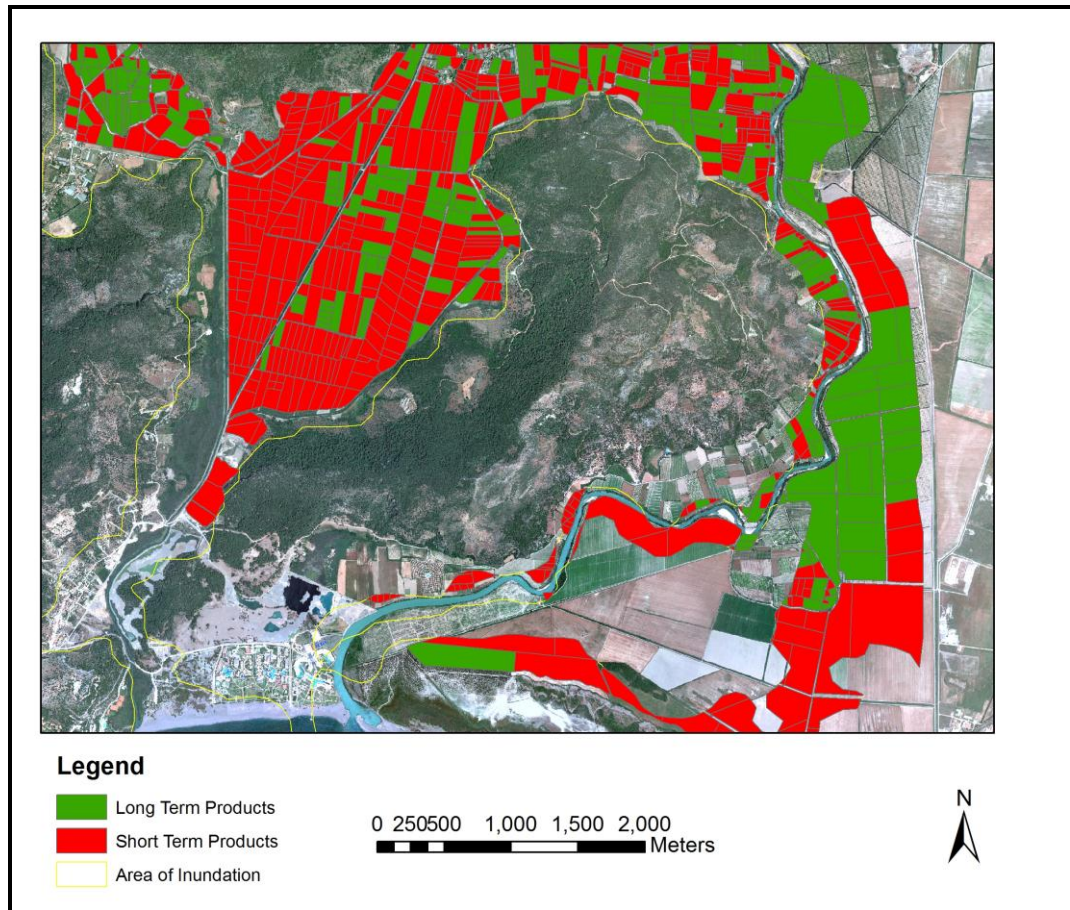 Legend
Long Term Products
Short Term Products
Area of Inundation
0 250500 1,000 1,500 2,000
Meters
N